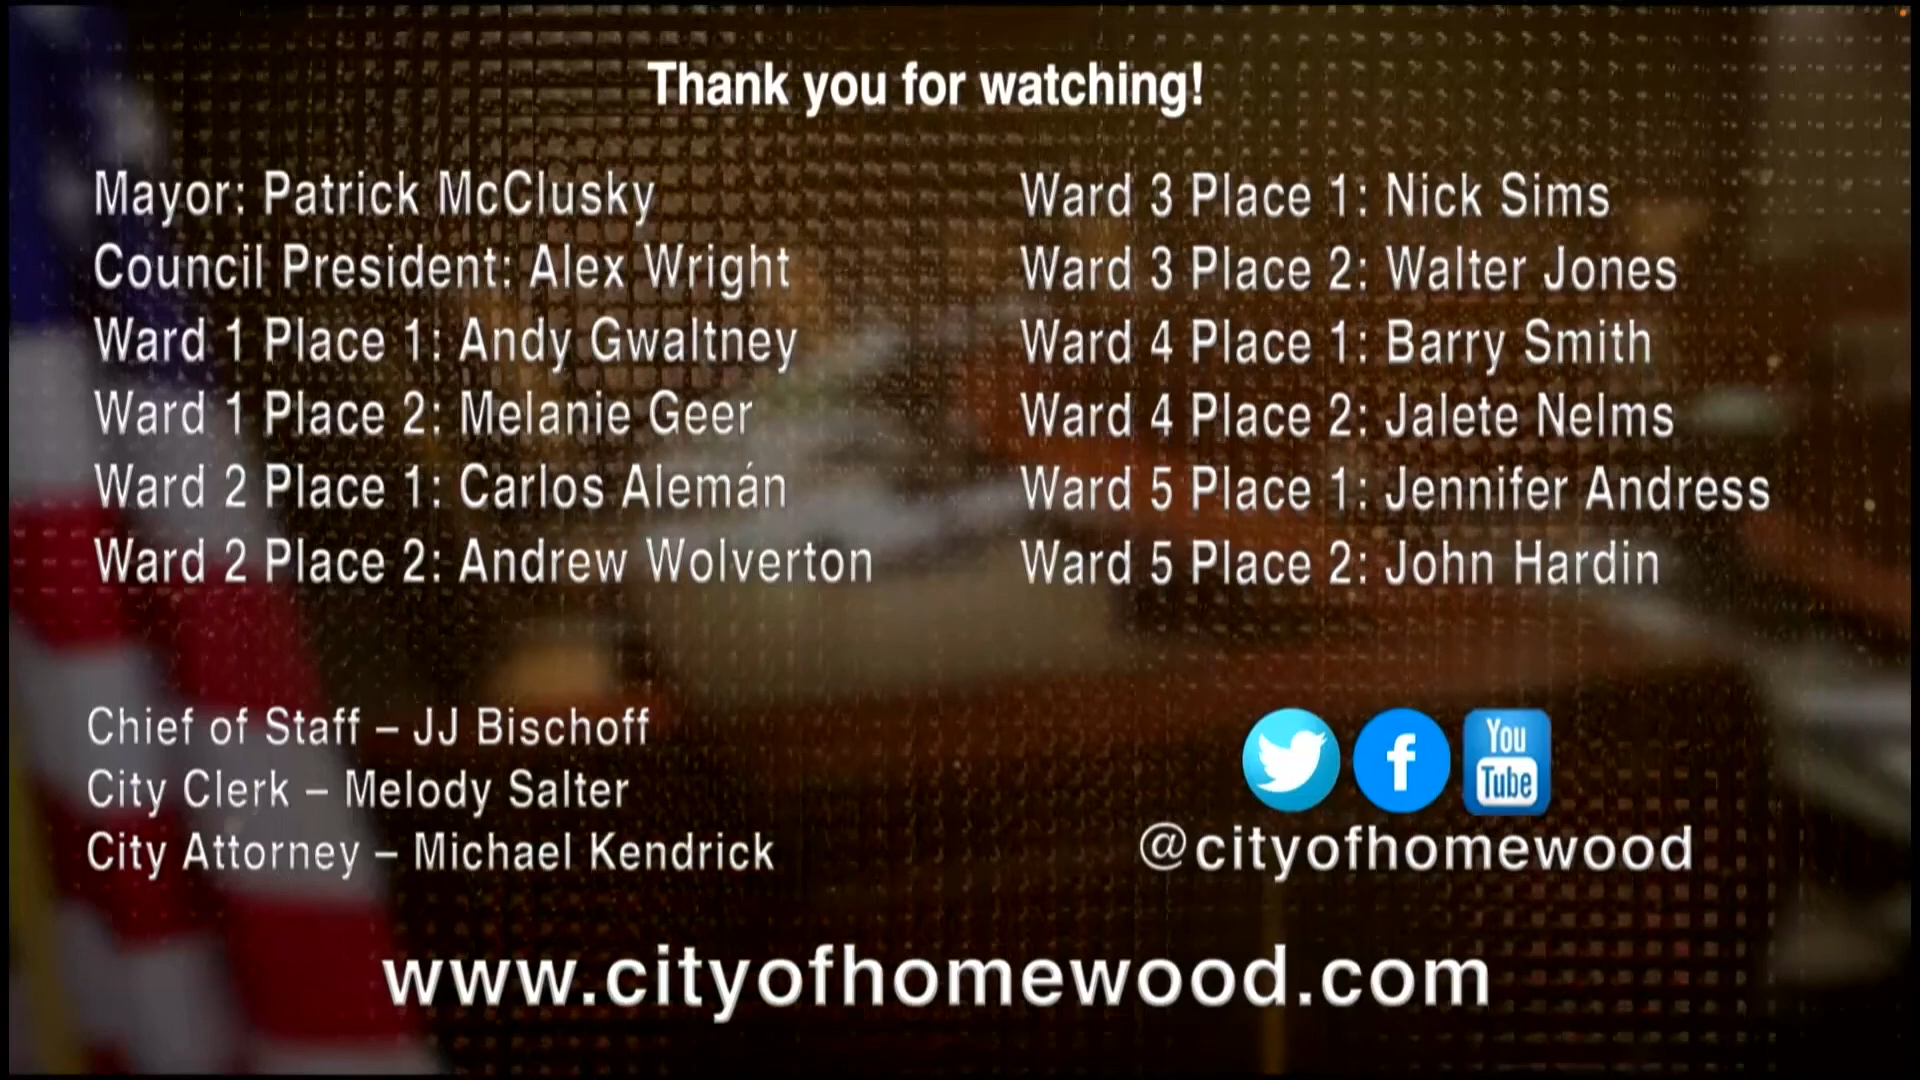 Thank you for watching!
Mayor: Patrick McClusky
Council President: Alex Wright
Ward 1 Place 1: Andy Gwaltney
Ward 1 Place 2: Melanie Geer
Ward 2 Place 1: Carlos Alemán
Ward 2 Place 2: Andrew Wolverton
Ward 3 Place 1: Nick Sims
Ward 3 Place 2: Walter Jones
Ward 4 Place 1: Barry Smith
Ward 4 Place 2: Jalete Nelms
Ward 5 Place 1: Jennifer Andress
Ward 5 Place 2: John Hardin
Chief of Staff – JJ Bischoff
City Clerk – Melody Salter
City Attorney – Michael Kendrick
f
You
Tube
@cityofhomewood
www.cityofhomewood.com